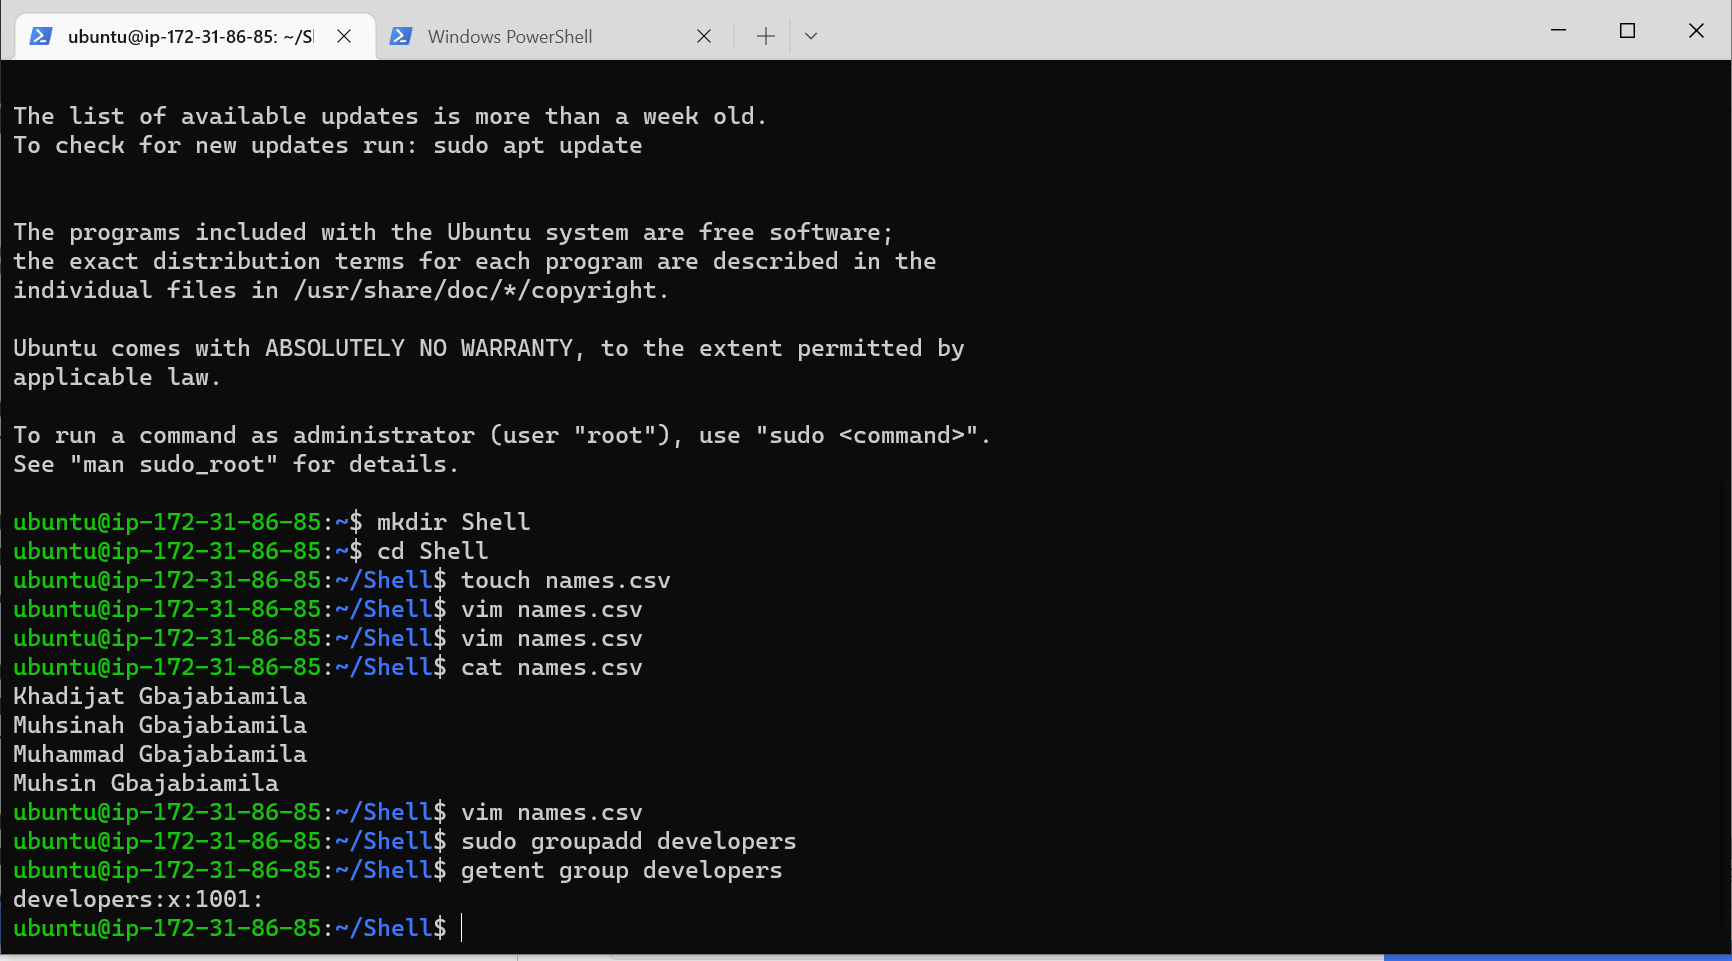 ubuntu@ip-172-31-86-85: ~/S
Windows PowerShell
The list of available updates is more than a week old.
To check for new updates run: sudo apt update
The programs included with the Ubuntu system are free software;
the exact distribution terms for each program are described in the
individual files in /usr/share/doc/*/copyright.
Ubuntu comes with ABSOLUTELY NO WARRANTY, to the extent permitted by
applicable law.
To run a command as administrator (user "root"), use "sudo <command>".
See "man sudo_root" for details.
ubuntu@ip-172-31-86-85:~$ mkdir Shell
ubuntu@ip-172-31-86-85:~$ cd Shell
ubuntu@ip-172-31-86-85:~/Shell$ touch names.csv
ubuntu@ip-172-31-86-85:~/Shell$ vim names.csv
ubuntu@ip-172-31-86-85:~/Shell$ vim names.csv
ubuntu@ip-172-31-86-85:~/Shell$ cat names.csv
Khadijat Gbajabiamila
Muhsinah Gbajabiamila
Muhammad Gbajabiamila
Muhsin Gbajabiamila
ubuntu@ip-172-31-86-85:~/Shell$ vim names.csv
ubuntu@ip-172-31-86-85:~/Shell$ sudo groupadd developers
ubuntu@ip-172-31-86-85:~/Shell$ getent group developers
developers:x:1001:
ubuntu@ip-172-31-86-85:~/Shell$